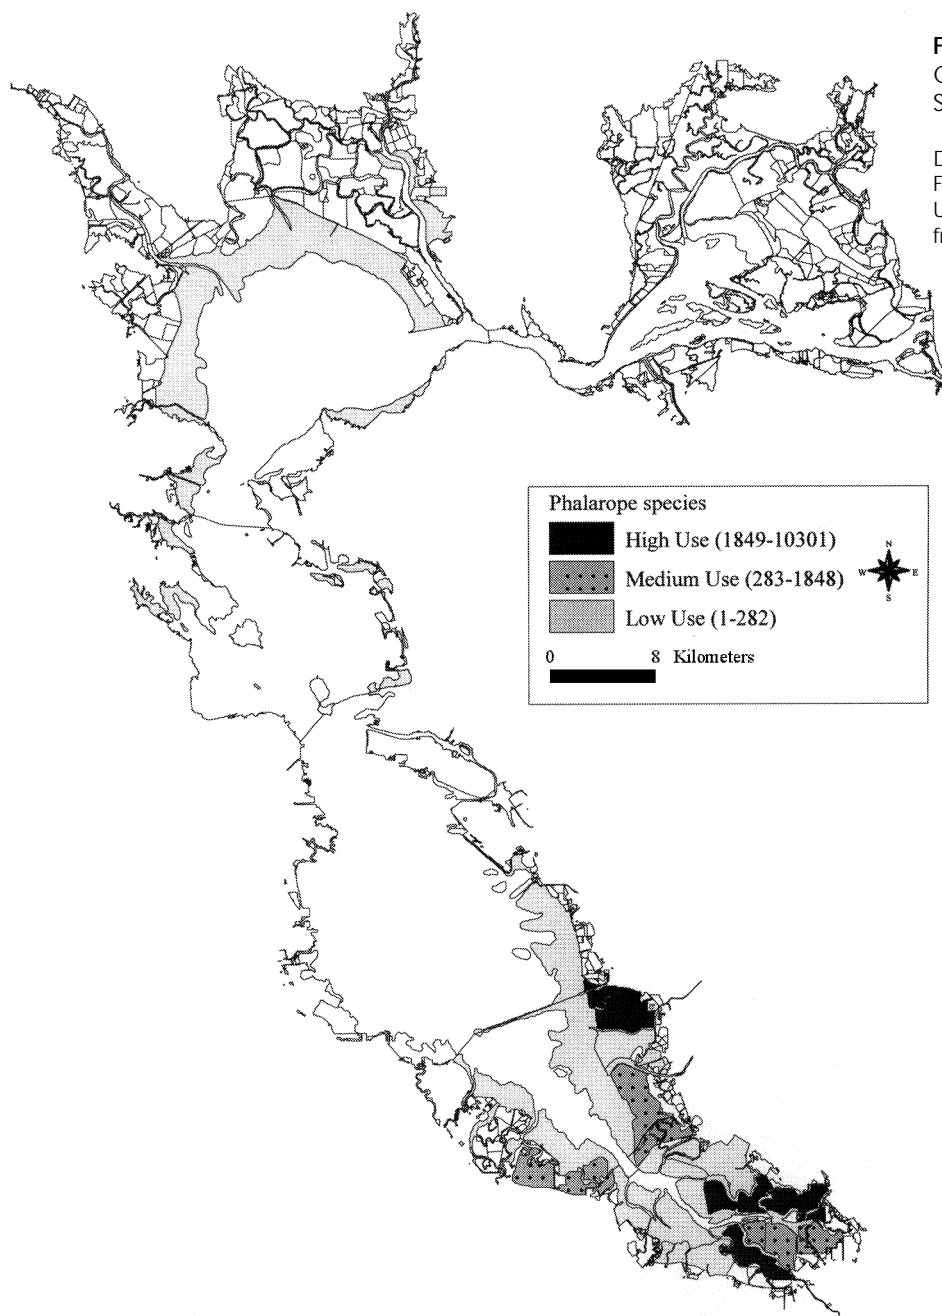 Phalarope species
High Use (1849-10301)
Medium Use (283-1848)
Low Use (1-282)
N
W E
S
0 8 Kilometers